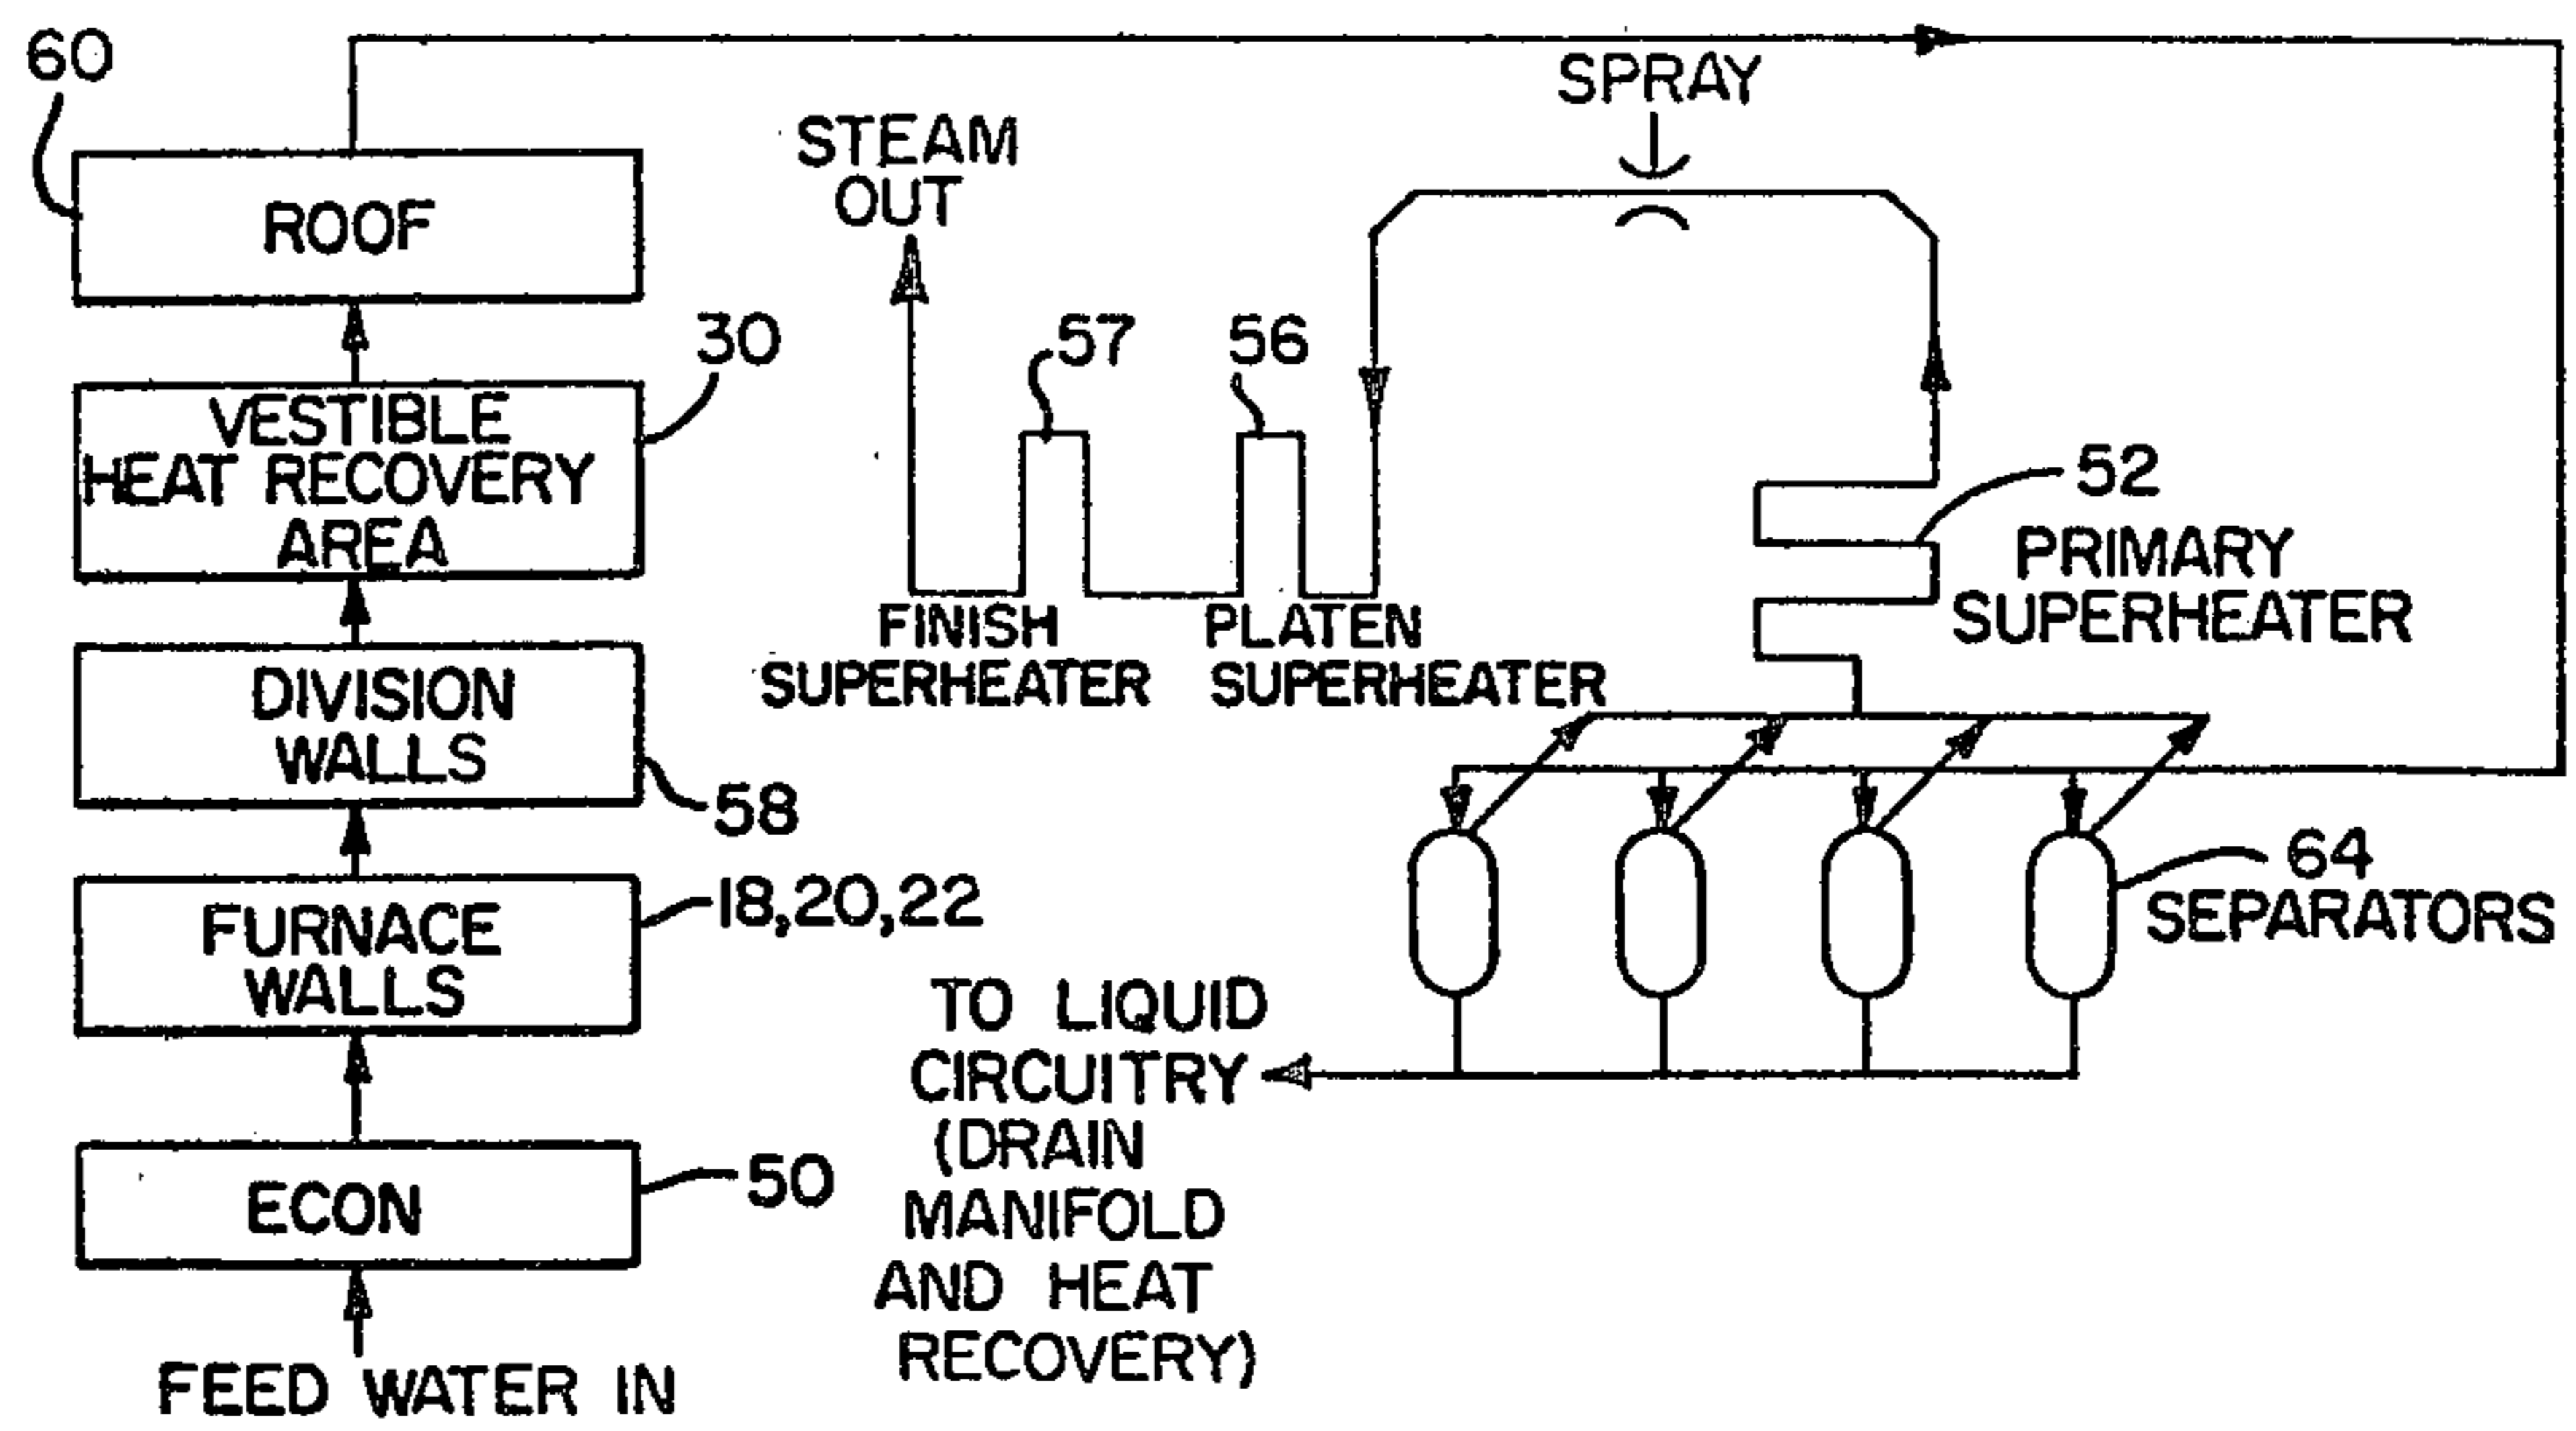 60
ROOF
30
VESTIBLE
HEAT RECOVERY
AREA
DIVISION
WALLS
58
FURNACE
WALLS
18,20,22
ECON
50
FEED WATER IN
STEAM
OUT
SPRAY
57
56
52
FINISH
SUPERHEATER
PLATEN
SUPERHEATER
PRIMARY
SUPERHEATER
64
SEPARATORS
TO LIQUID
CIRCUITRY
(DRAIN
MANIFOLD
AND HEAT
RECOVERY)